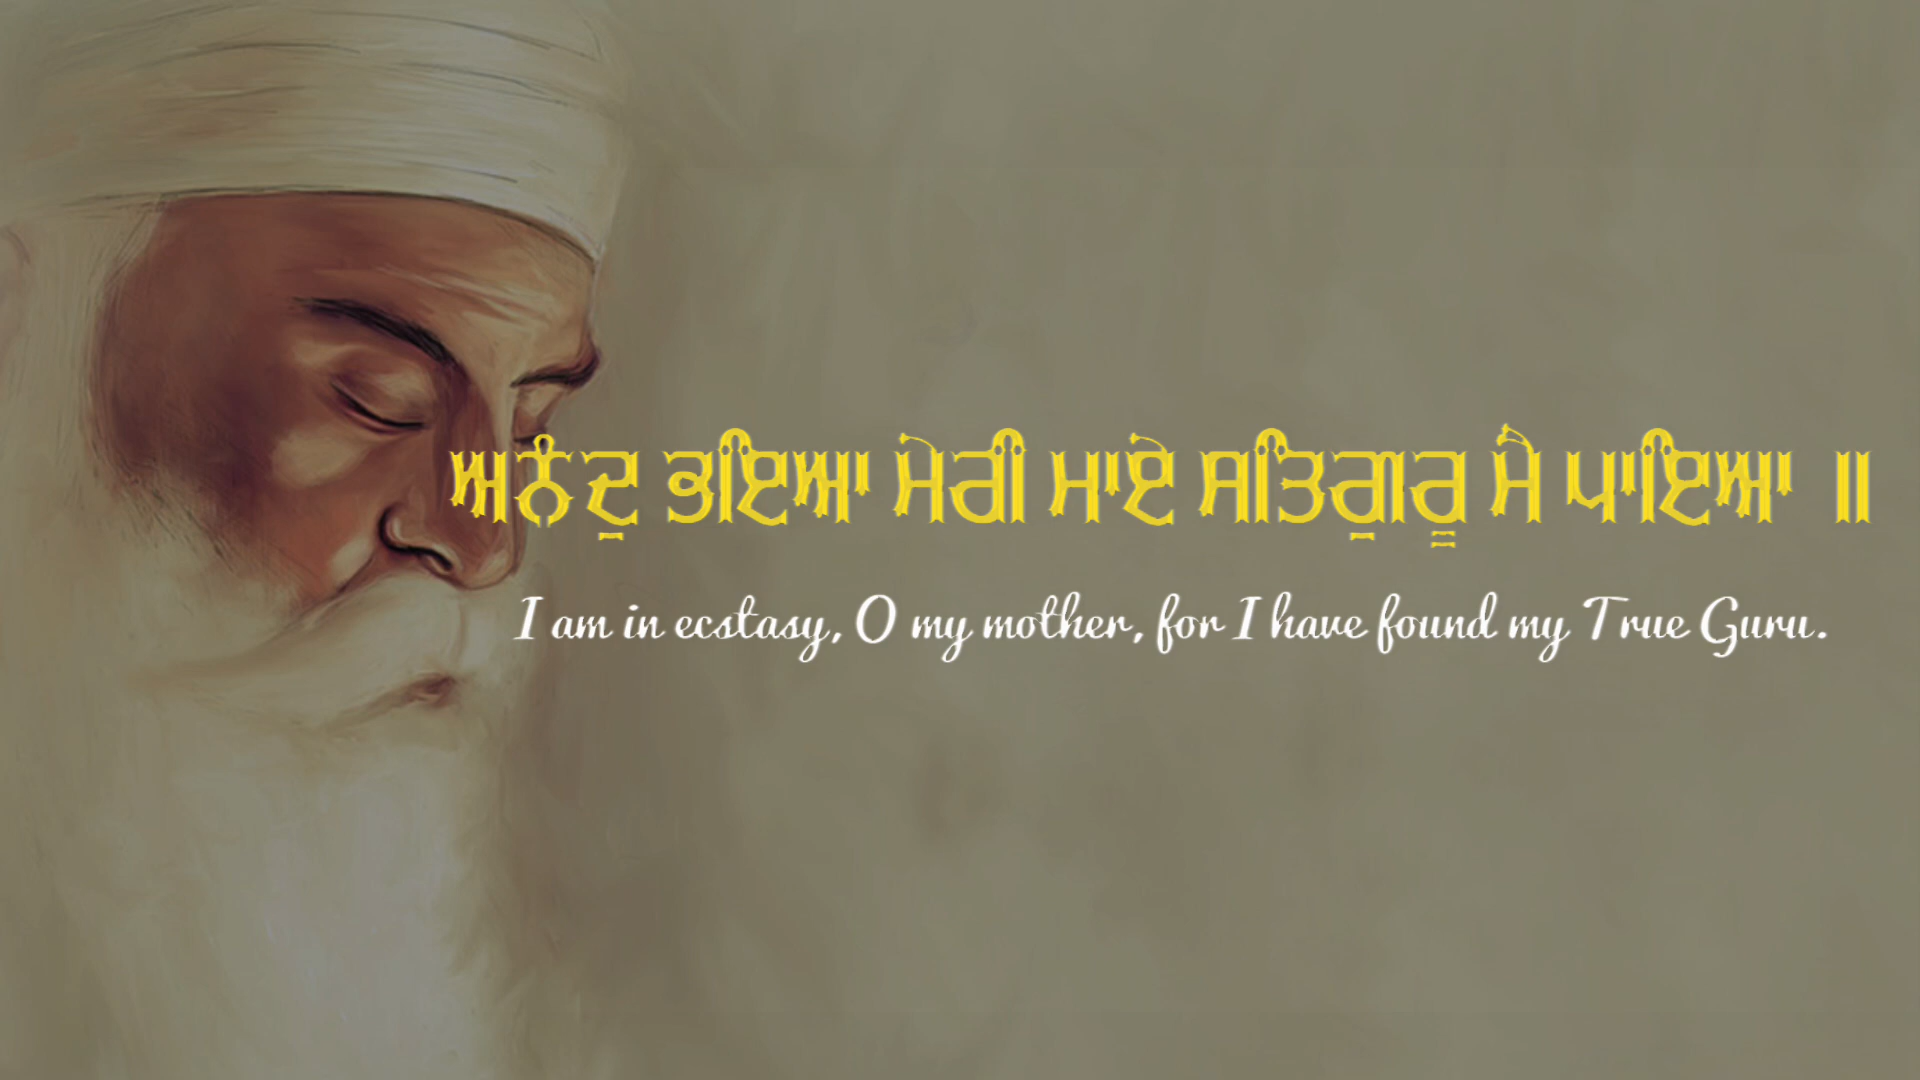 ਅਨੰਦੁ ਭਇਆ ਮੇਰੀ ਮਾਏ ਸਤਿਗੁਰੂ ਮੈ ਪਾਇਆ ॥
I am in ecstasy, O my mother, for I have found my True Guru.